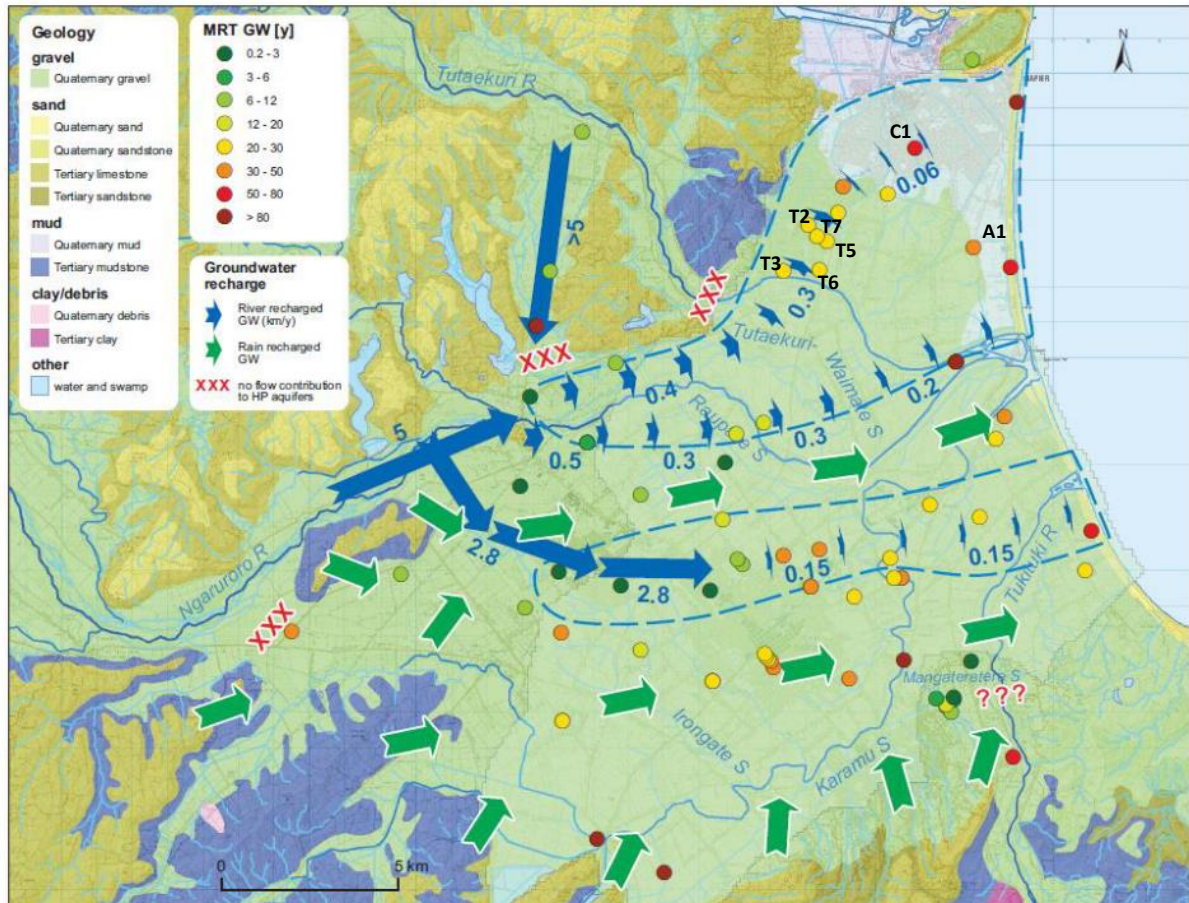 Geology
gravel
Quaternary gravel
sand
Quaternary sand
Quaternary sandstone
Tertiary limestone
Tertiary sandstone
mud
Quaternary mud
Tertiary mudstone
clay/debris
Quaternary debris
Tertiary clay
other
water and swamp
MRT GW [y]
0.2 - 3
3 - 6
6 - 12
12 - 20
20 - 30
30 - 50
50 - 80
> 80
Groundwater
recharge
River recharged
GW (km/y)
Rain recharged
GW
XXX no flow contribution
to HP aquifers
N
Tutaekuri R
C1
0.06
>5
T2
T7
T5
A1
T3
T6
XXX
0.3
Tutaekuri-
Waimate S
XXX
0.4
Raupare S
0.2
5
0.5
0.3
0.3
2.8
2.8
0.15
0.15
Ngaruroro R
Tukituki R
XXX
Mangateretere S
???
Irongate S
Karamu S
0
5 km